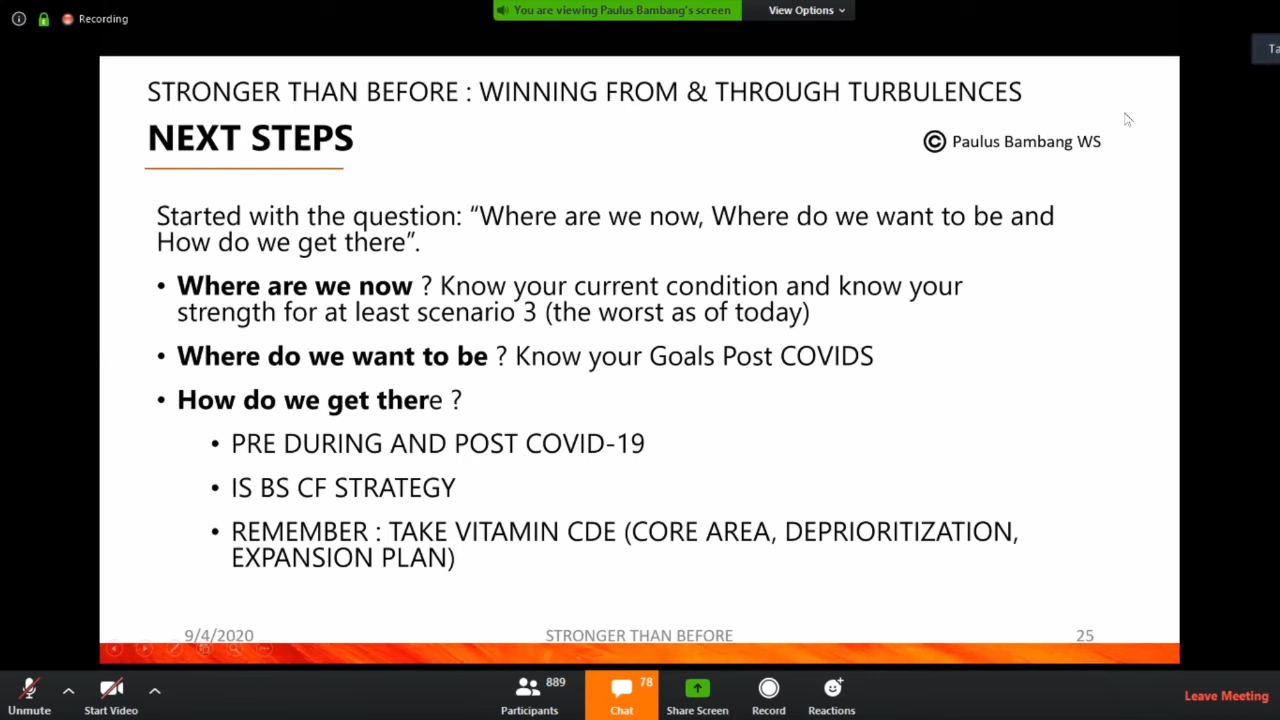 Recording
You are viewing Paulus Bambang's screen
View Options
Ta
STRONGER THAN BEFORE : WINNING FROM & THROUGH TURBULENCES
NEXT STEPS
© Paulus Bambang WS
Started with the question: “Where are we now, Where do we want to be and
How do we get there”.
• Where are we now ? Know your current condition and know your
strength for at least scenario 3 (the worst as of today)
• Where do we want to be ? Know your Goals Post COVIDS
• How do we get there ?
• PRE DURING AND POST COVID-19
• IS BS CF STRATEGY
• REMEMBER : TAKE VITAMIN CDE (CORE AREA, DEPRIORITIZATION,
EXPANSION PLAN)
9/4/2020
STRONGER THAN BEFORE
25
Unmute
Start Video
889
Participants
78
Chat
Share Screen
Record
Reactions
Leave Meeting